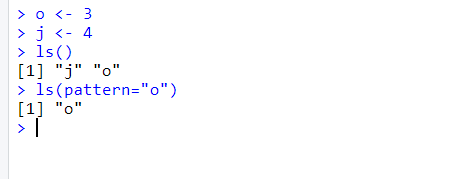 > o <- 3
> j <- 4
> ls()
[1] "j" "o"
> ls(pattern="o")
[1] "o"
>